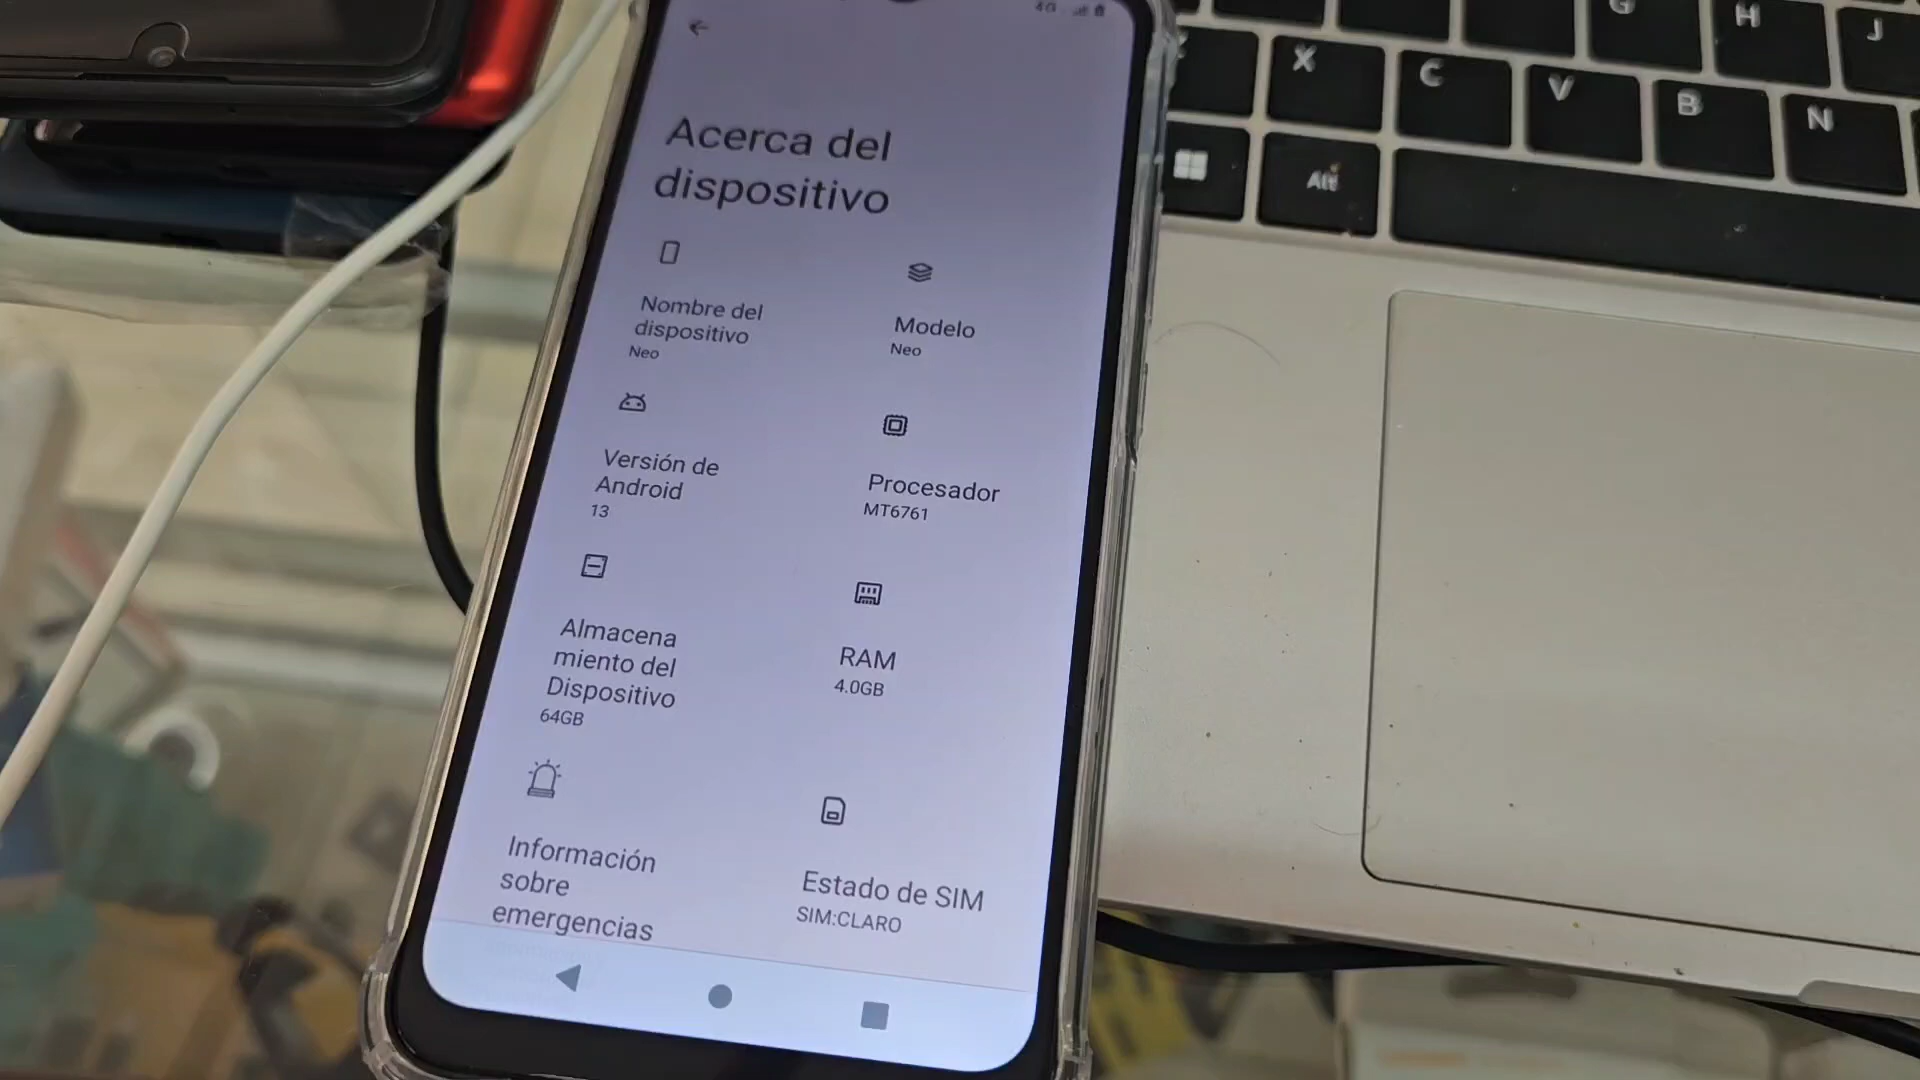 4G
Acerca del
dispositivo
Nombre del
dispositivo
Neo
Modelo
Neo
Versión de
Android
13
Procesador
MT6761
Almacena
miento del
Dispositivo
64GB
RAM
4.0GB
Información
sobre
emergencias
Estado de SIM
SIM:CLARO
G
H
J
X
C
V
B
N
Alt